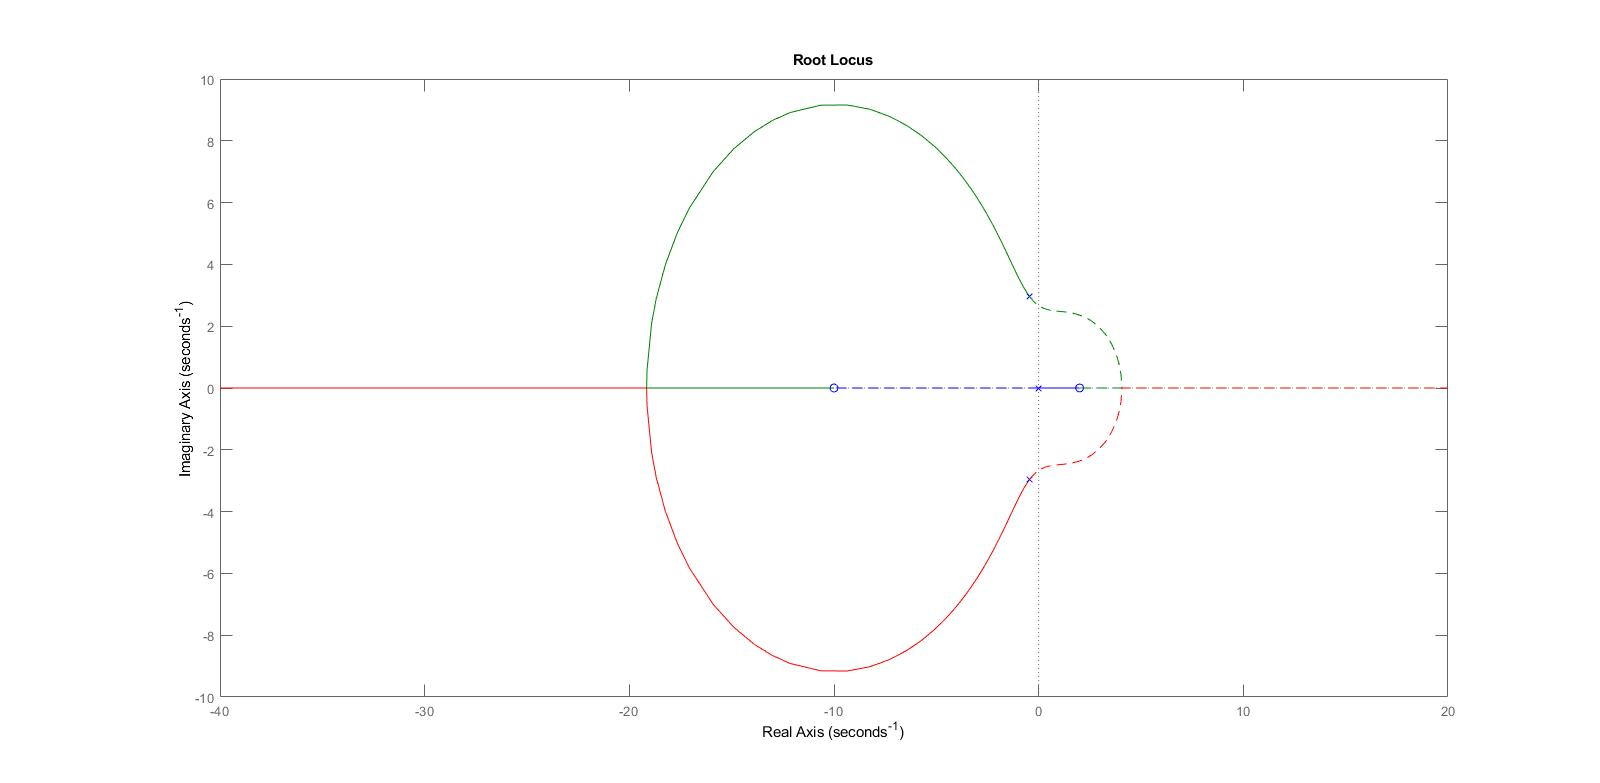 Root Locus
Imaginary Axis (seconds⁻¹)
10
8
6
4
2
0
-2
-4
-6
-8
-10
-40 -30 -20 -10 0 10 20
Real Axis (seconds⁻¹)